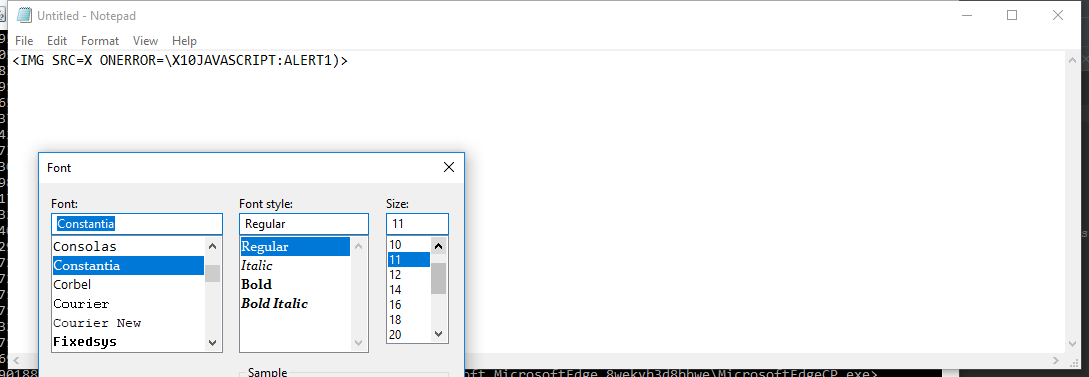 Untitled - Notepad
File Edit Format View Help
<IMG SRC=X ONERROR=\X10JAVASCRIPT:ALERT1)>
Font
Font: Font style: Size:
Constantia Regular 11
Consolas Regular 10
Constantia Italic 11
Corbel Bold 12
Courier Bold Italic 14
Courier New 16
Fixedsys 18
20
Sample
oft.MicrosoftEdge_8wekyb3d8bbwe\MicrosoftEdgeCP.exe>